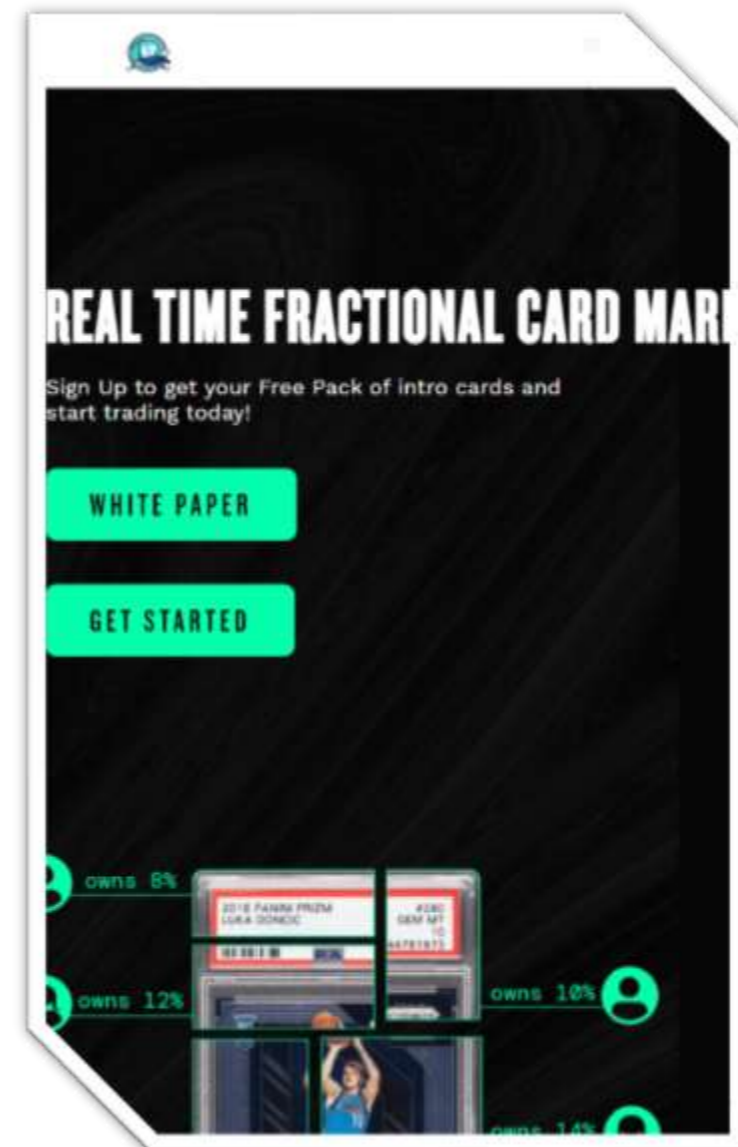 REAL TIME FRACTIONAL CARD MAR
Sign Up to get your Free Pack of intro cards and
start trading today!
WHITE PAPER
GET STARTED
owns 8%
2018 PANINI PRIZM
LUKA DONCIC
#280
GEM MT
10
owns 12%
owns 10%
owns 14%